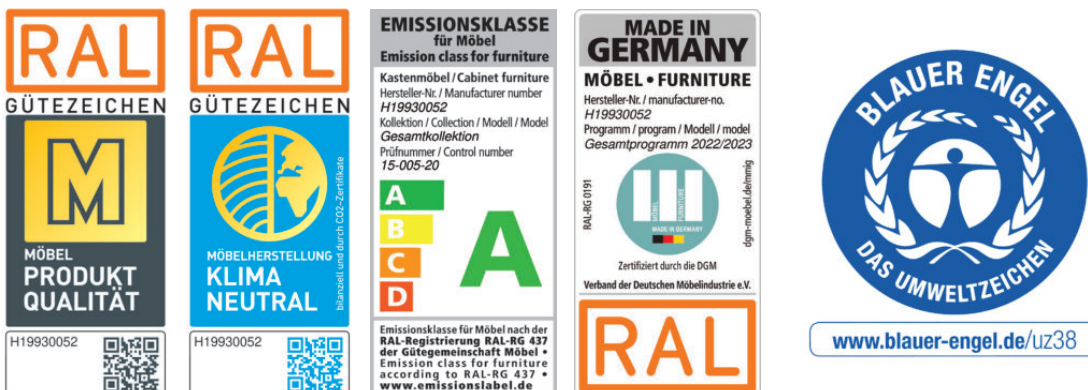 RAL
GÜTEZEICHEN
M
MÖBEL
PRODUKT
QUALITÄT
H19930052
RAL
GÜTEZEICHEN
MÖBELHERSTELLUNG
KLIMA
NEUTRAL
bilanziell und durch CO2-Zertifikate
H19930052
EMISSIONSKLASSE
für Möbel
Emission class for furniture
Kastenmöbel / Cabinet furniture
Hersteller-Nr. / Manufacturer number
H19930052
Kollektion / Collection / Modell / Model
Gesamtkollektion
Prüfnummer / Control number
15-005-20
A
B
C
D
A
Emissionsklasse für Möbel nach der
RAL-Registrierung RAL-RG 437
der Gütegemeinschaft Möbel •
Emission class for furniture
according to RAL-RG 437 •
www.emissionslabel.de
MADE IN
GERMANY
MÖBEL • FURNITURE
Hersteller-Nr. / manufacturer-no.
H19930052
Programm / program / Modell / model
Gesamtprogramm 2022/2023
RAL-RG 0191
MÖBEL
FURNITURE
MADE IN GERMANY
dgm-moebel.de/mmig
Zertifiziert durch die DGM
Verband der Deutschen Möbelindustrie e.V.
RAL
BLAUER ENGEL
DAS UMWELTZEICHEN
www.blauer-engel.de/uz38